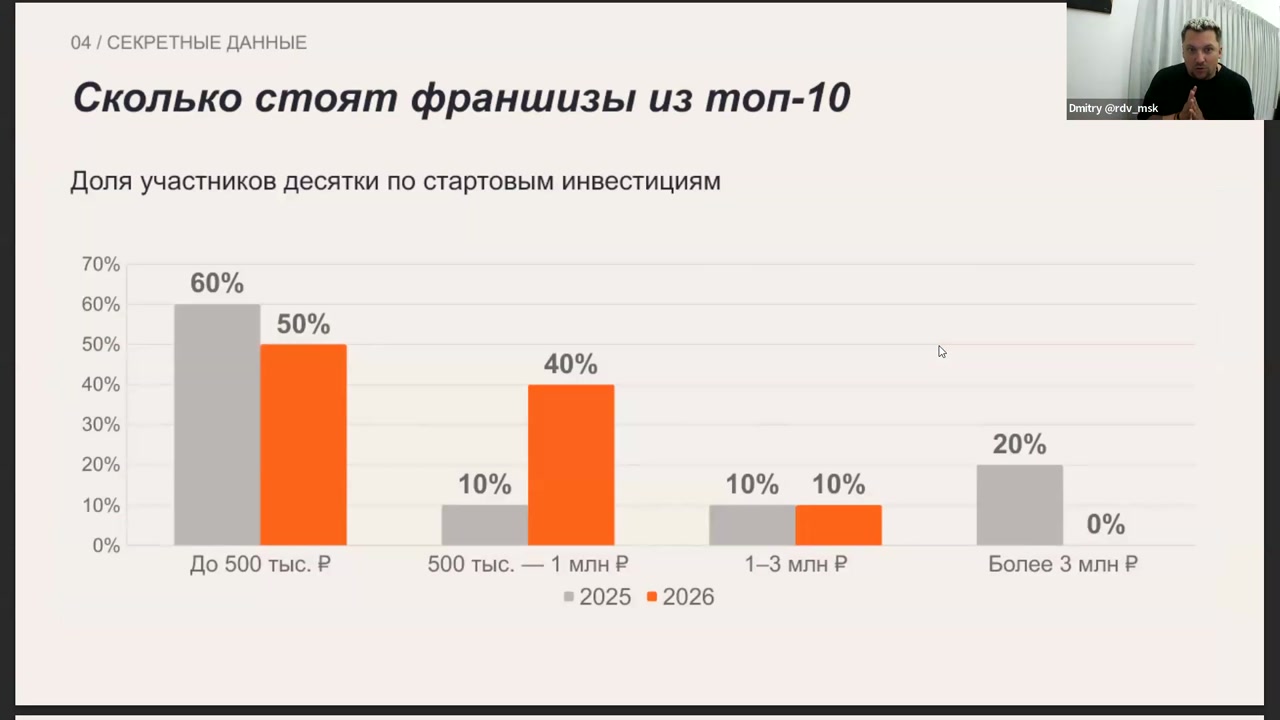 04 / СЕКРЕТНЫЕ ДАННЫЕ
Сколько стоят франшизы из топ-10
Dmitry @rdv_msk
Доля участников десятки по стартовым инвестициям
70%
60%
50%
40%
30%
20%
10%
0%
60%
50%
10%
40%
10%
10%
20%
0%
До 500 тыс. ₽
500 тыс. — 1 млн ₽
1–3 млн ₽
Более 3 млн ₽
2025
2026